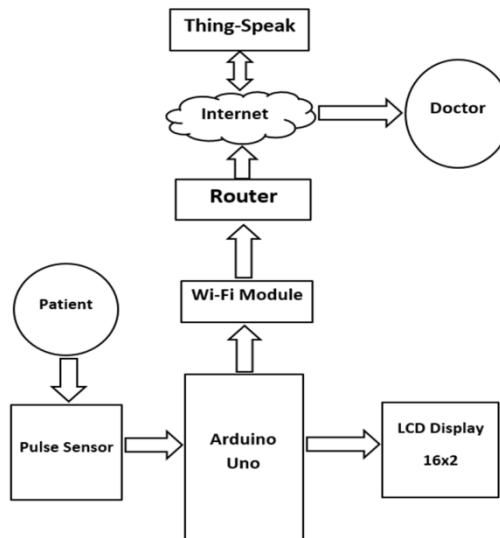 Thing-Speak
Internet
Doctor
Router
Wi-Fi Module
Patient
Pulse Sensor
Arduino
Uno
LCD Display
16x2